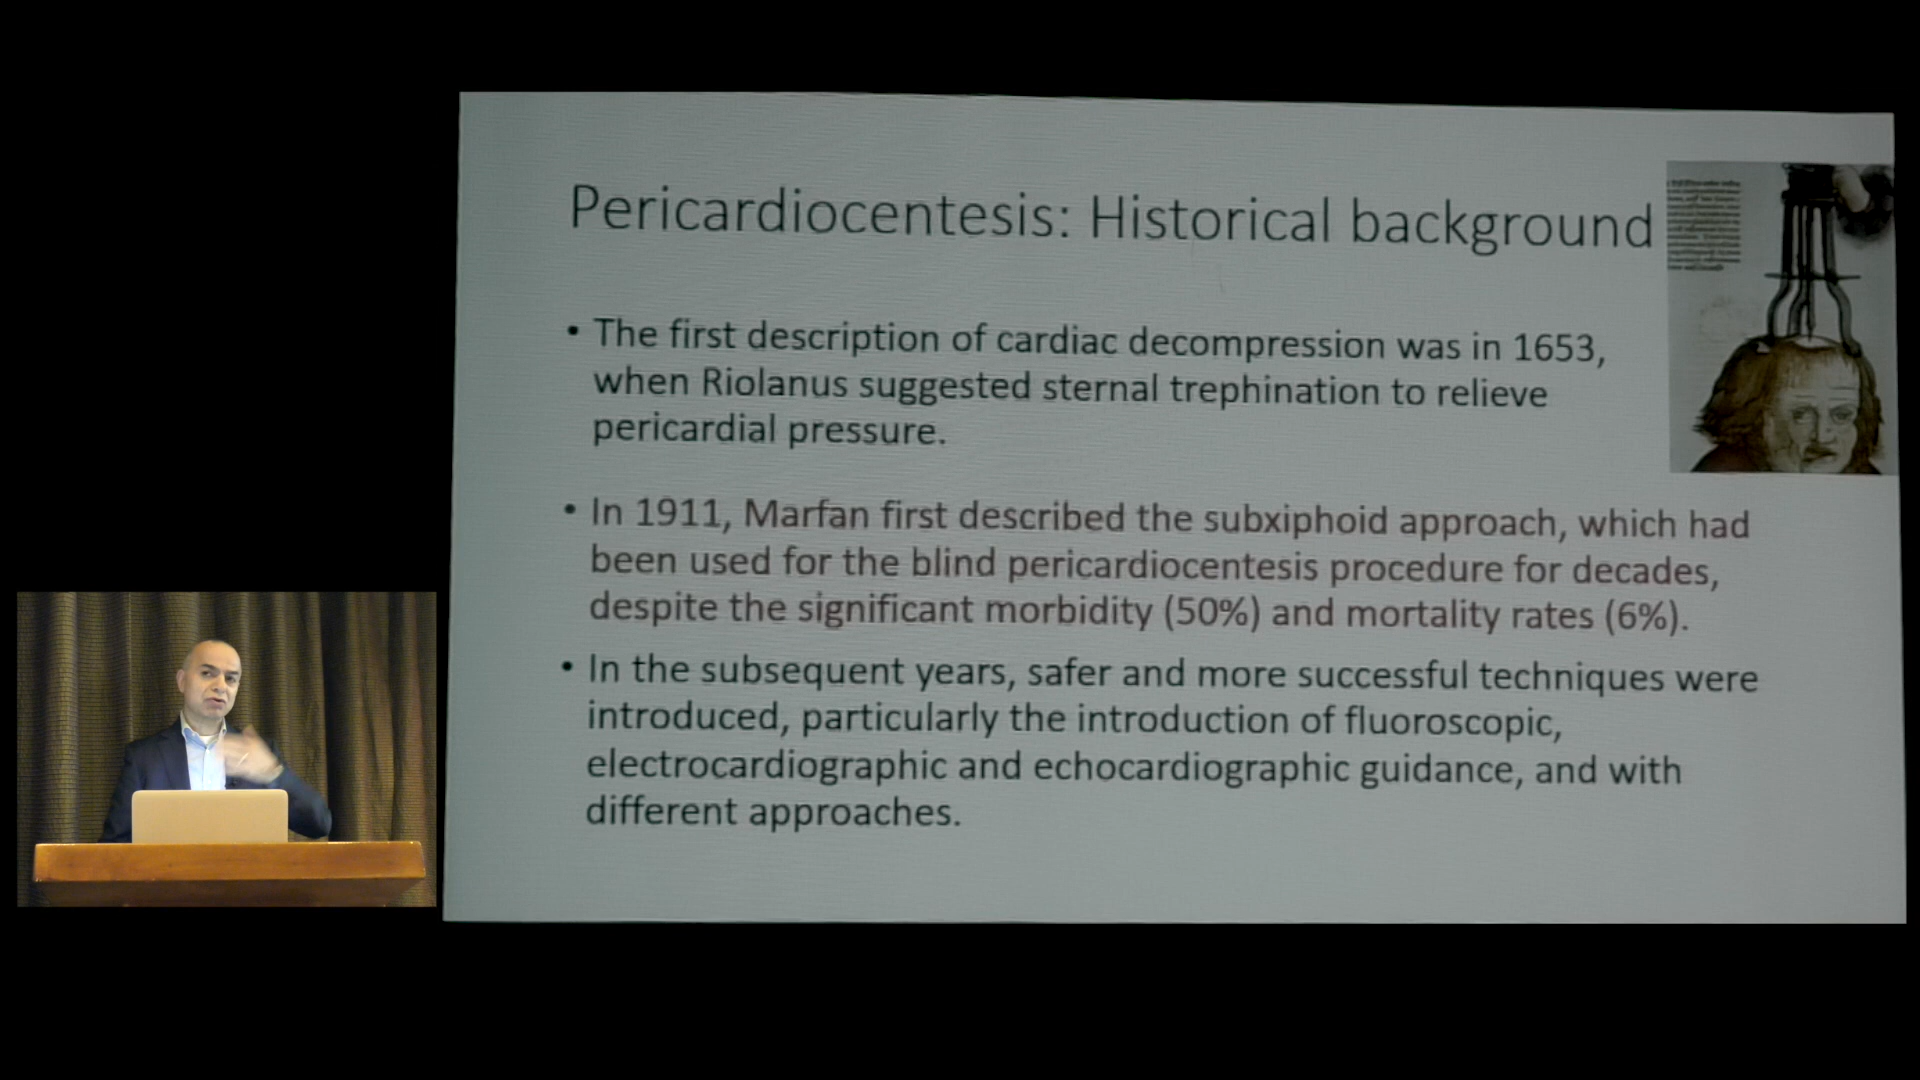 Pericardiocentesis: Historical background
• The first description of cardiac decompression was in 1653,
when Riolanus suggested sternal trephination to relieve
pericardial pressure.
• In 1911, Marfan first described the subxiphoid approach, which had
been used for the blind pericardiocentesis procedure for decades,
despite the significant morbidity (50%) and mortality rates (6%).
• In the subsequent years, safer and more successful techniques were
introduced, particularly the introduction of fluoroscopic,
electrocardiographic and echocardiographic guidance, and with
different approaches.